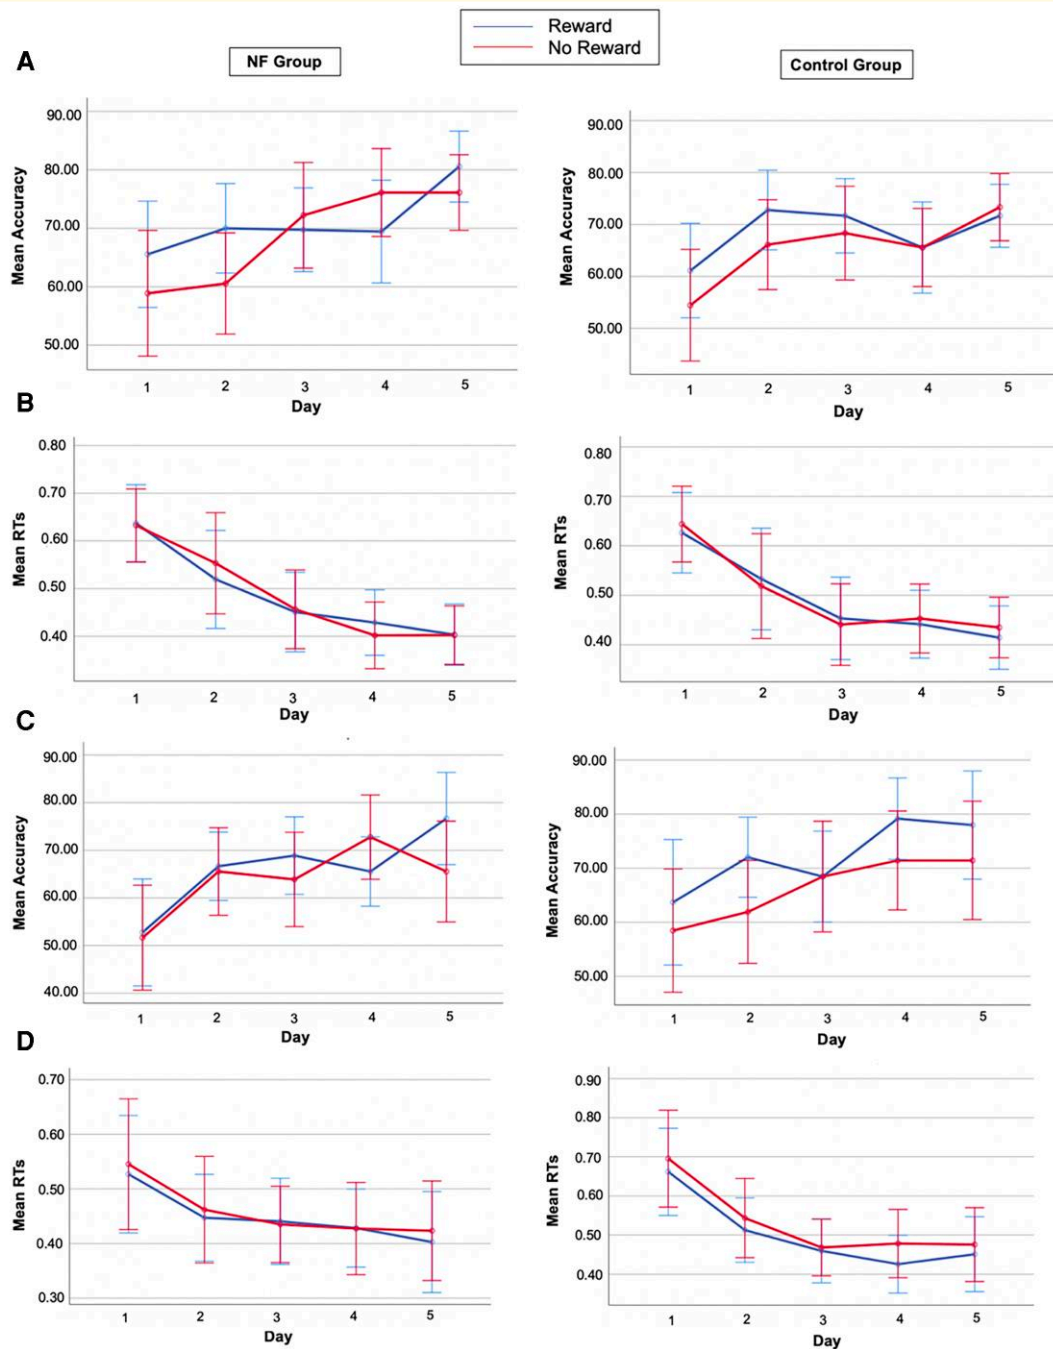 Reward
No Reward
A
NF Group
Control Group
90.00
80.00
70.00
60.00
50.00
Mean Accuracy
1 2 3 4 5
Day
90.00
80.00
70.00
60.00
50.00
Mean Accuracy
1 2 3 4 5
Day
B
0.80
0.70
0.60
0.50
0.40
Mean RTs
1 2 3 4 5
Day
0.80
0.70
0.60
0.50
0.40
Mean RTs
1 2 3 4 5
Day
C
90.00
80.00
70.00
60.00
50.00
40.00
Mean Accuracy
1 2 3 4 5
Day
90.00
80.00
70.00
60.00
50.00
Mean Accuracy
1 2 3 4 5
Day
D
0.70
0.60
0.50
0.40
0.30
Mean RTs
1 2 3 4 5
Day
0.90
0.80
0.70
0.60
0.50
0.40
Mean RTs
1 2 3 4 5
Day